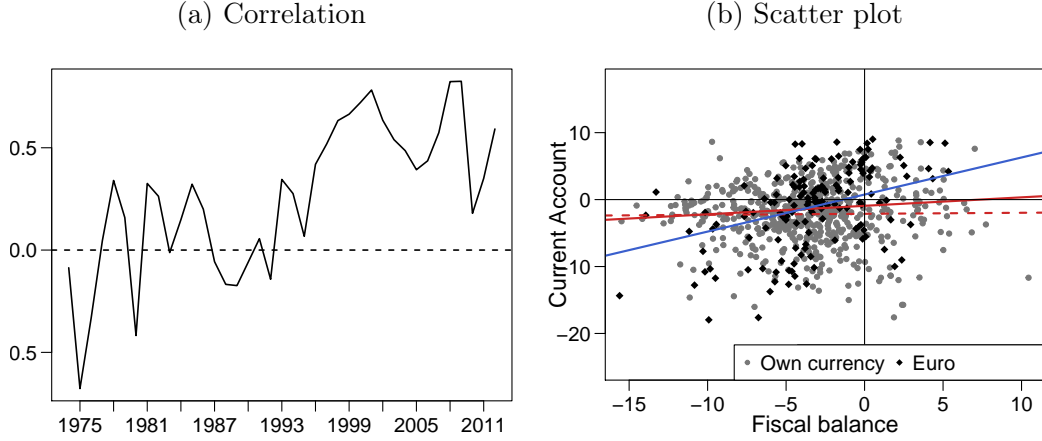 (a) Correlation
0.5
0.0
0.5
1975 1981 1987 1993 1999 2005 2011
(b) Scatter plot
Current Account
10
0
−10
−20
Own currency Euro
−15 −10 −5 0 5 10
Fiscal balance